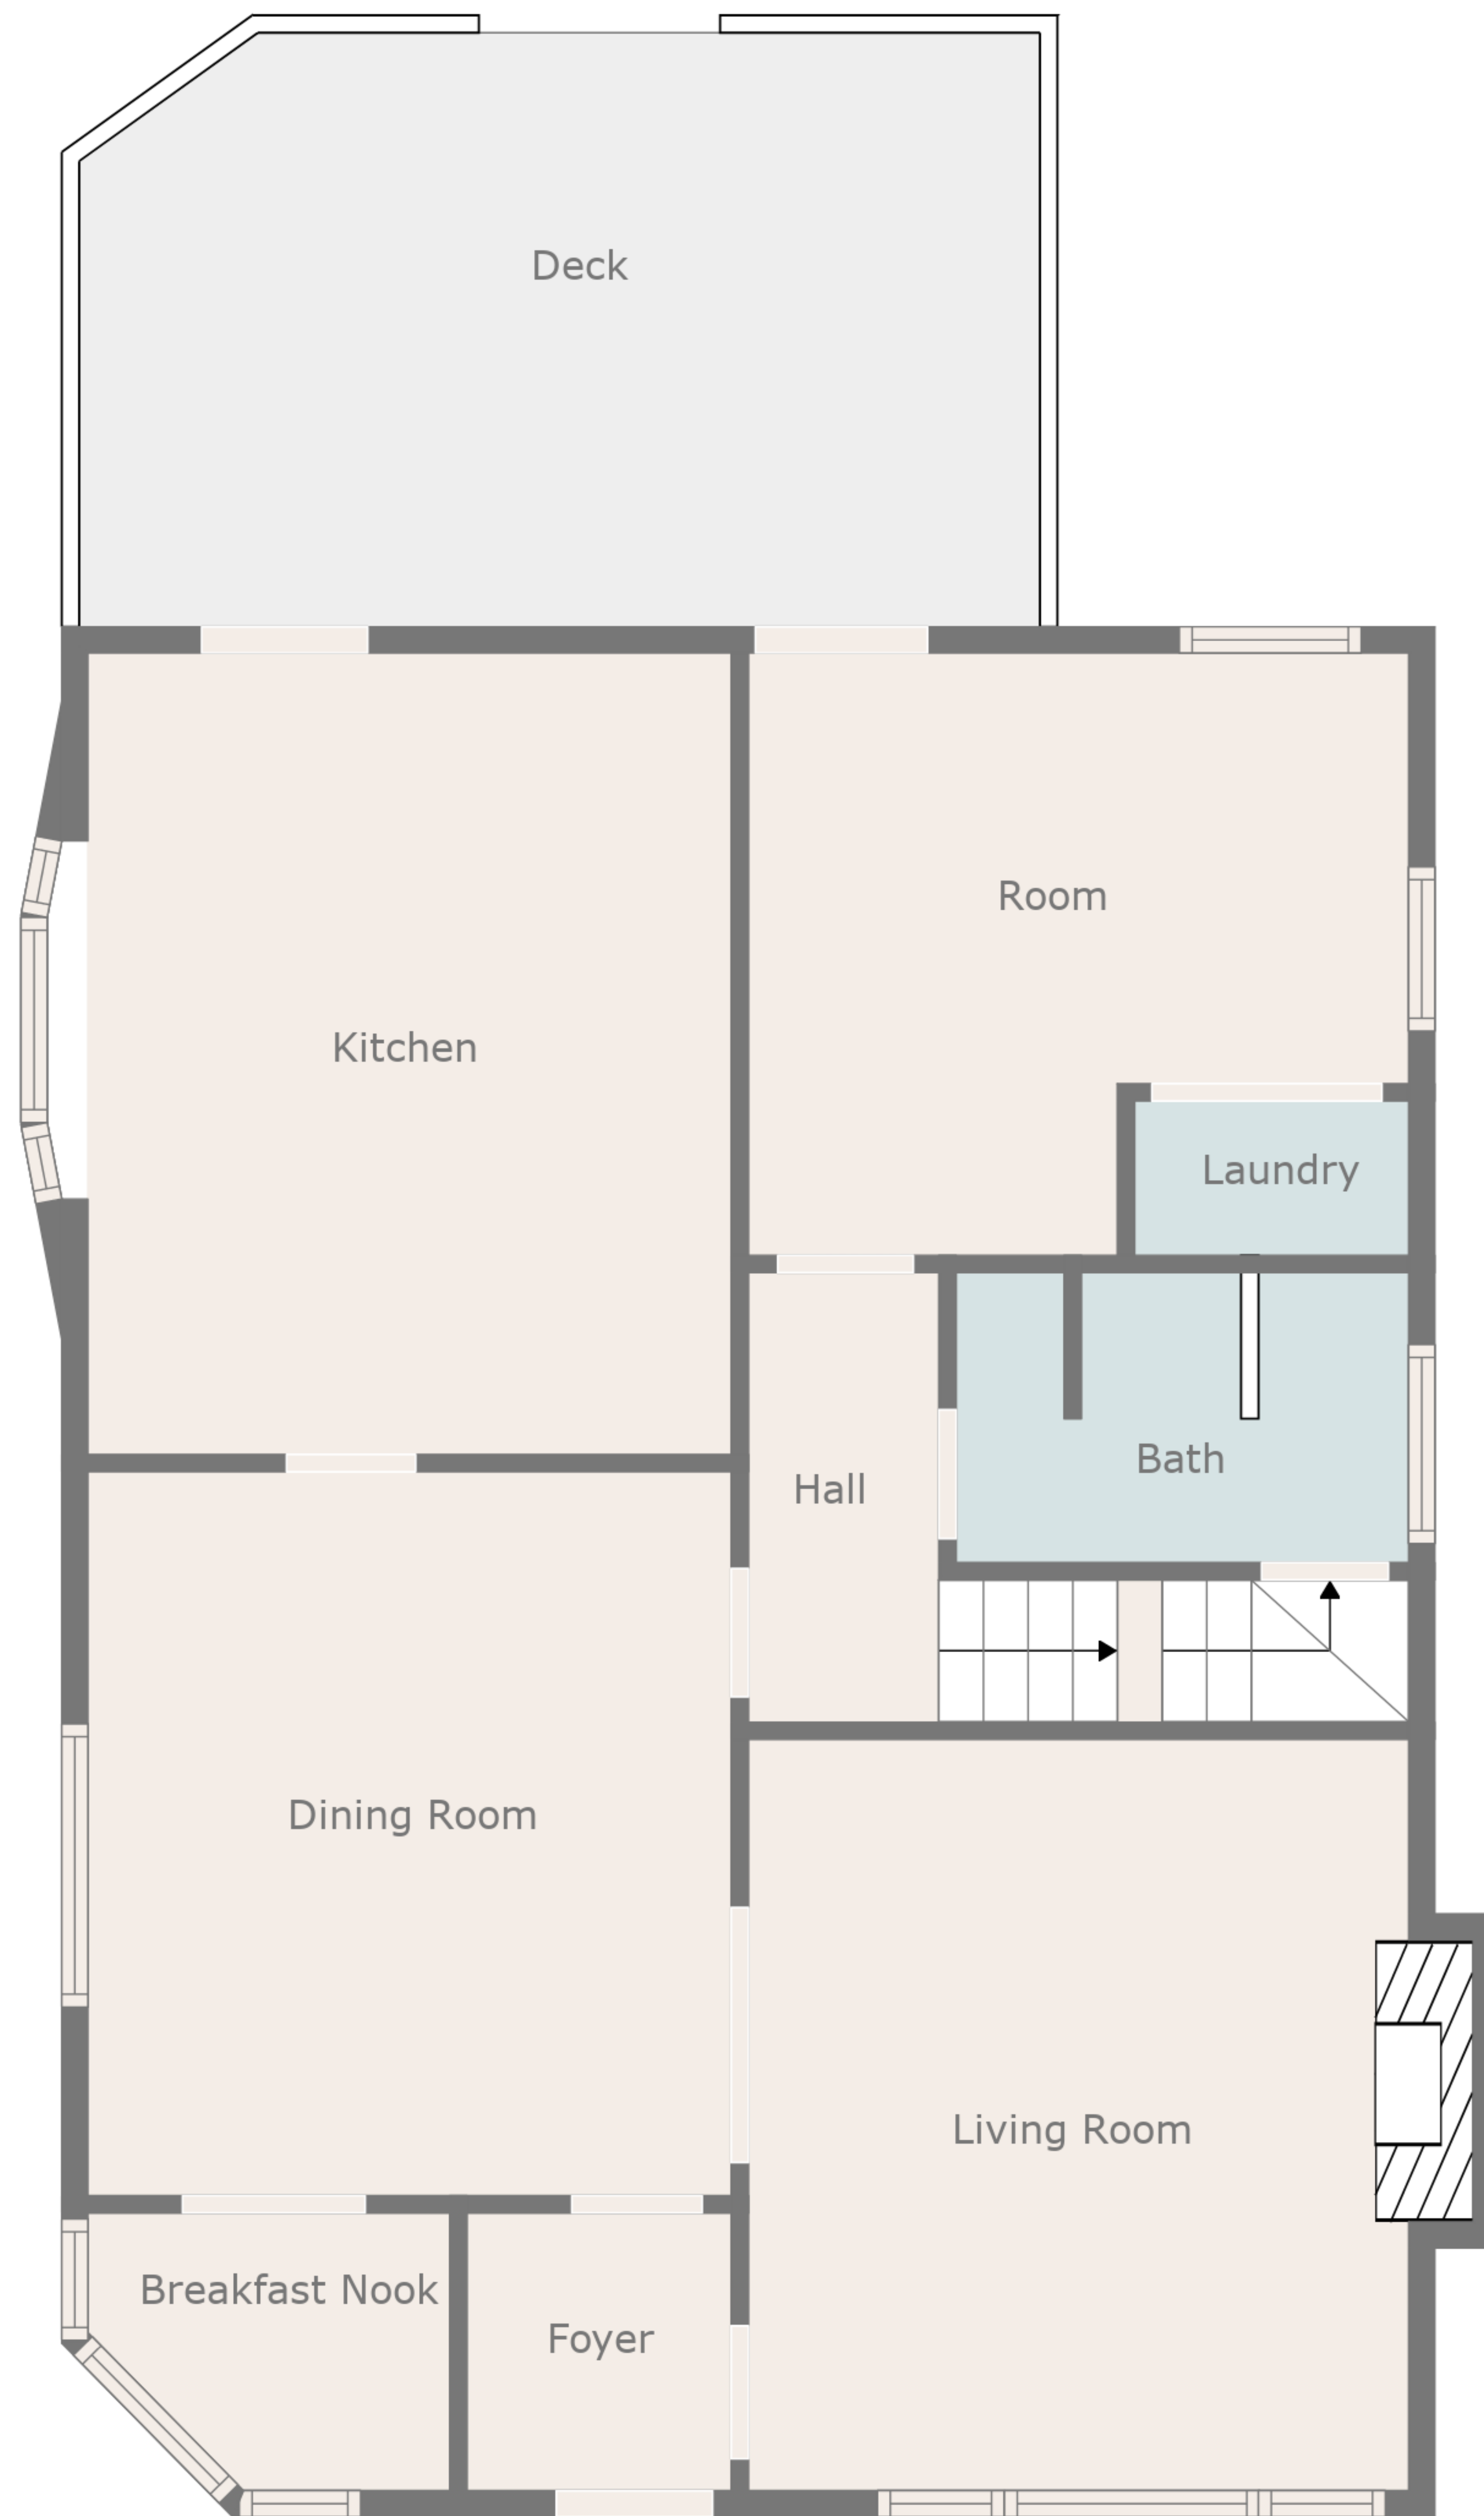 Deck
Room
Kitchen
Laundry
Bath
Hall
Dining Room
Living Room
Breakfast Nook
Foyer